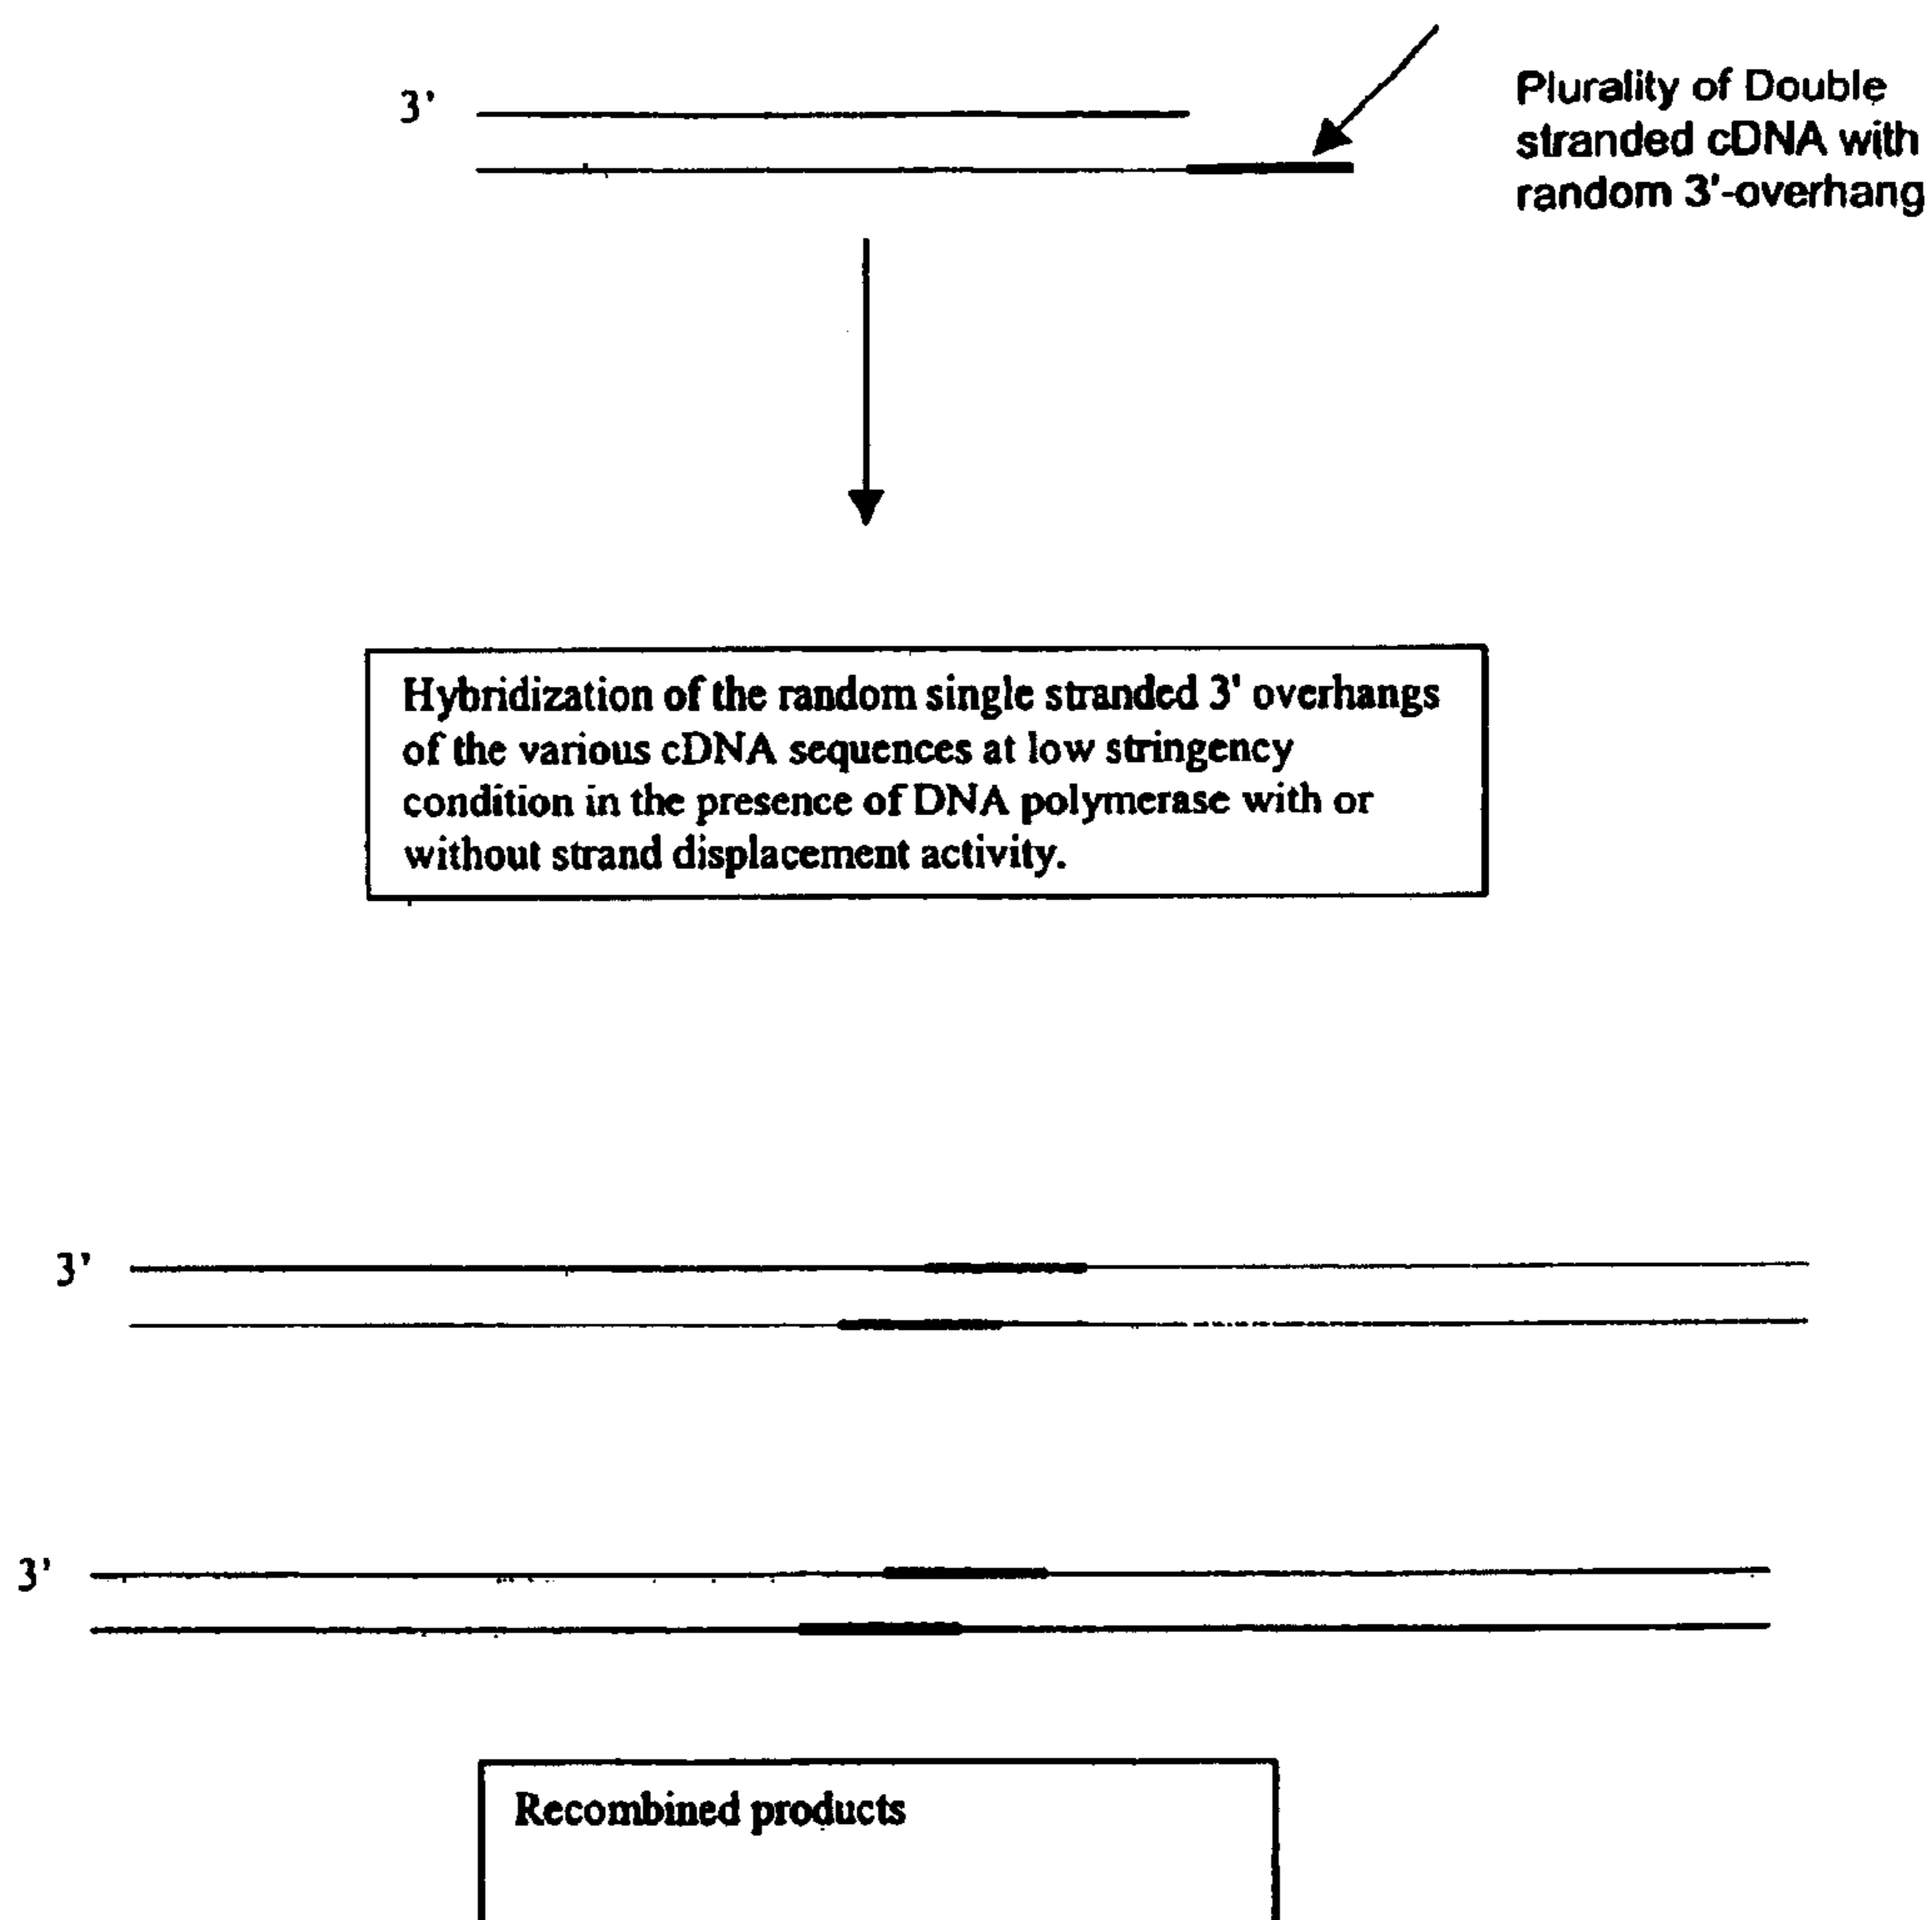 3'
Plurality of Double
stranded cDNA with
random 3'-overhang
Hybridization of the random single stranded 3' overhangs
of the various cDNA sequences at low stringency
condition in the presence of DNA polymerase with or
without strand displacement activity.
3'
3'
Recombined products